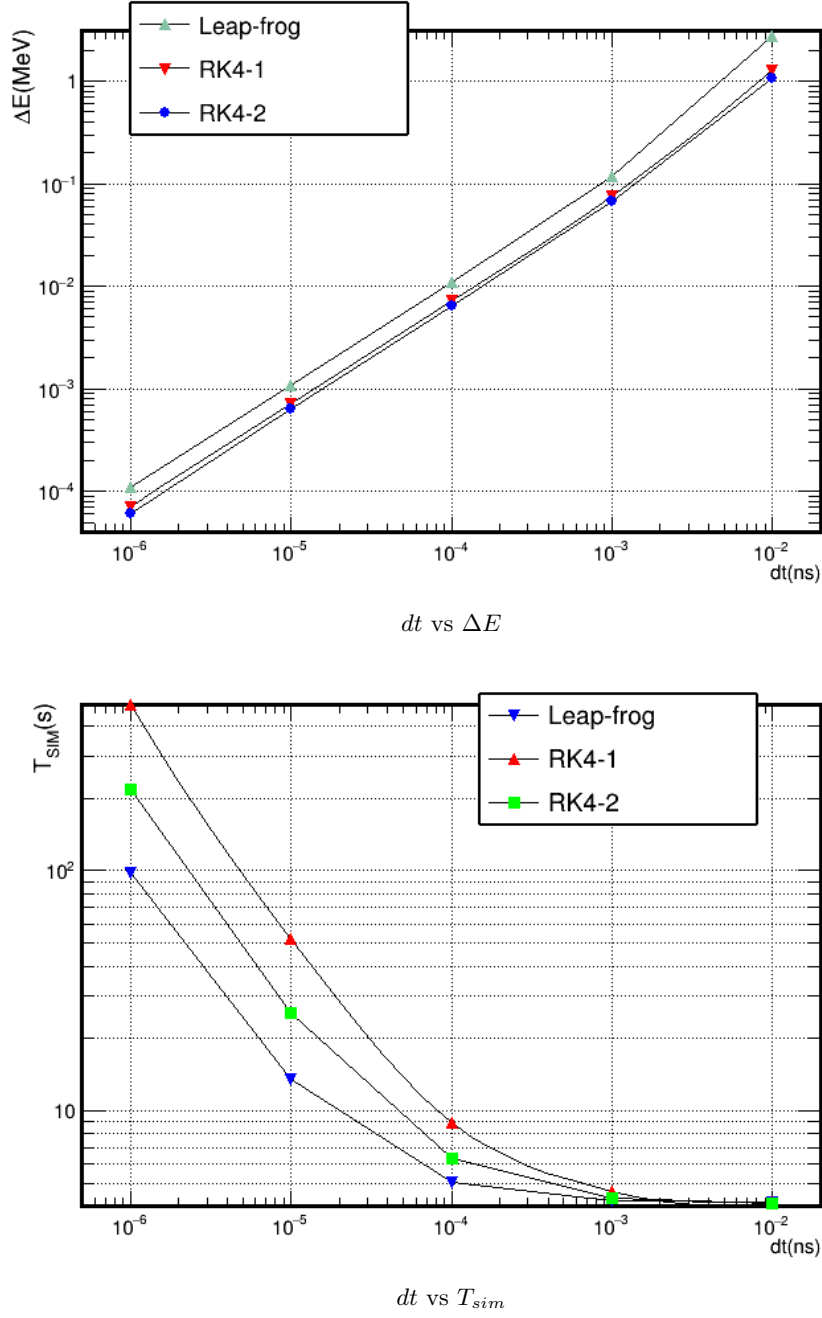 Leap-frog
RK4-1
RK4-2
ΔE(MeV)
1
10⁻¹
10⁻²
10⁻³
10⁻⁴
10⁻⁶ 10⁻⁵ 10⁻⁴ 10⁻³ 10⁻²
dt(ns)
dt vs ΔE
Leap-frog
RK4-1
RK4-2
T_SIM(s)
10²
10
10⁻⁶ 10⁻⁵ 10⁻⁴ 10⁻³ 10⁻²
dt(ns)
dt vs T_sim